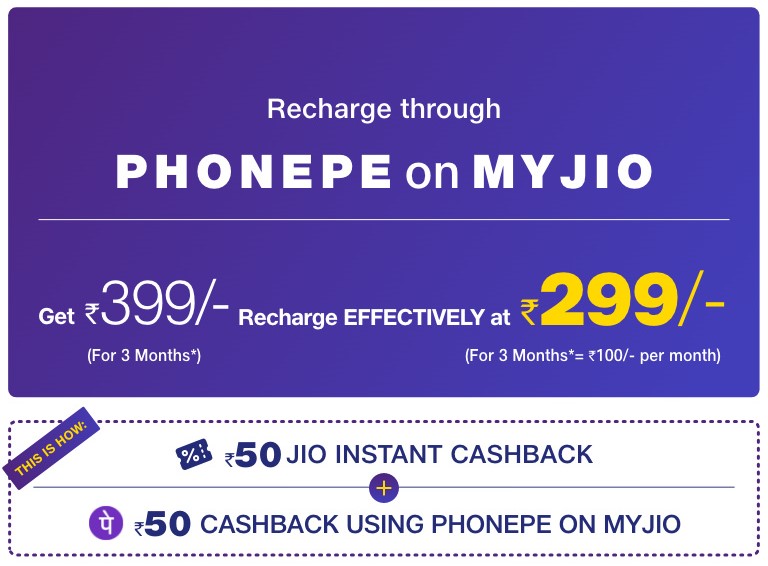 Recharge through
PHONEPE on MYJIO
Get ₹399/- Recharge EFFECTIVELY at ₹299/-
(For 3 Months*) (For 3 Months*= ₹100/- per month)
THIS IS HOW:
₹50 JIO INSTANT CASHBACK
+
पे ₹50 CASHBACK USING PHONEPE ON MYJIO